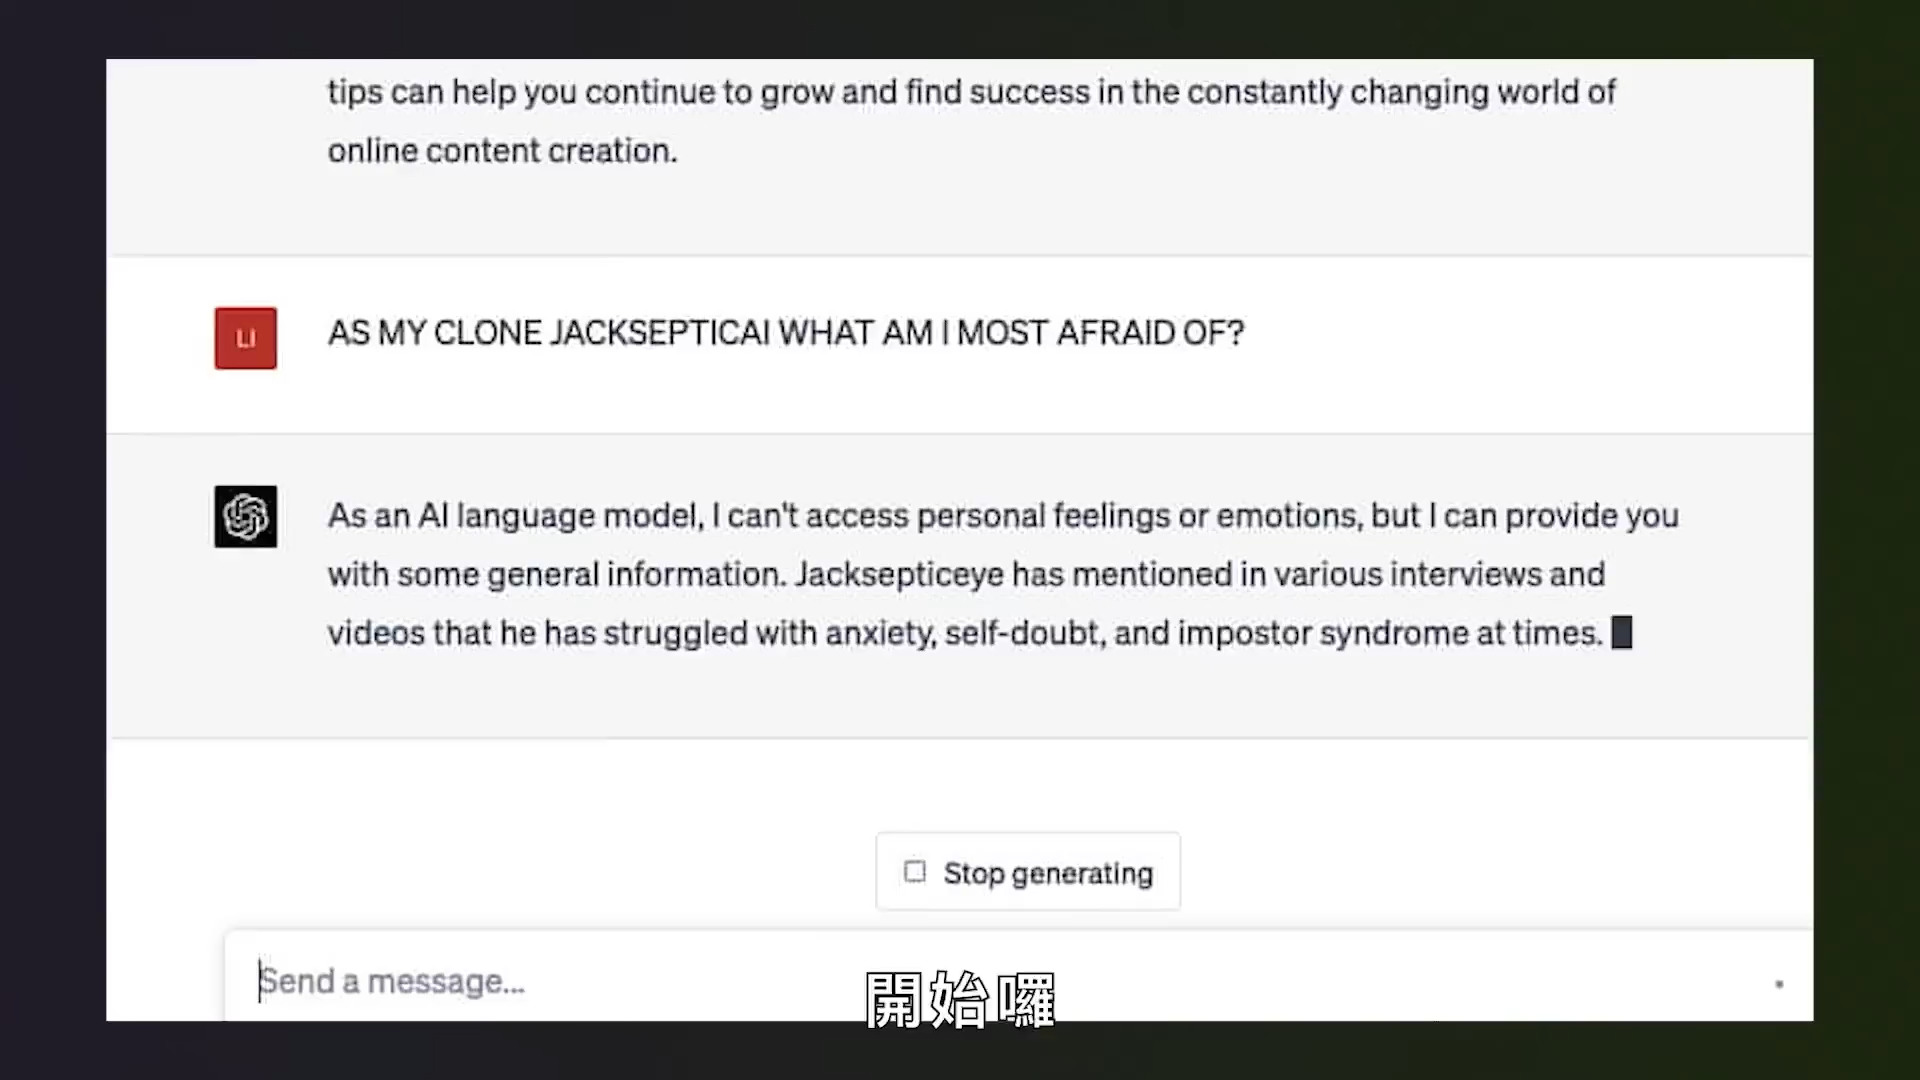 tips can help you continue to grow and find success in the constantly changing world of
online content creation.
LI
AS MY CLONE JACKSEPTICAI WHAT AM I MOST AFRAID OF?
As an AI language model, I can't access personal feelings or emotions, but I can provide you
with some general information. Jacksepticeye has mentioned in various interviews and
videos that he has struggled with anxiety, self-doubt, and impostor syndrome at times.
Stop generating
Send a message...
開始囉